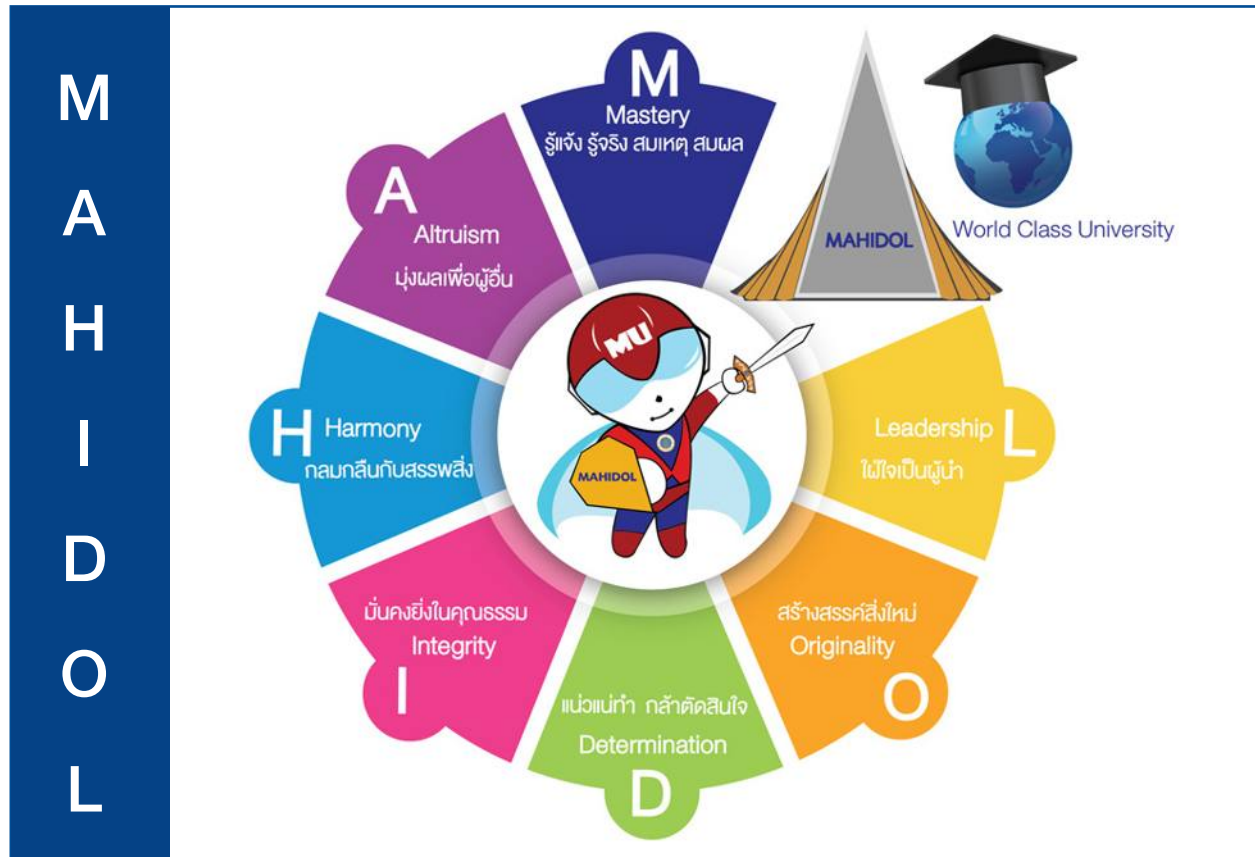 M
A
H
I
D
O
L
M
Mastery
รู้แจ้ง รู้จริง สมเหตุ สมผล
A
Altruism
มุ่งผลเพื่อผู้อื่น
H
Harmony
กลมกลืนกับสรรพสิ่ง
มั่นคงยิ่งในคุณธรรม
Integrity
I
แน่วแน่ทำ กล้าตัดสินใจ
Determination
D
สร้างสรรค์สิ่งใหม่
Originality
O
Leadership
L
ใฝ่ใจเป็นผู้นำ
MAHIDOL
World Class University
MU
MAHIDOL